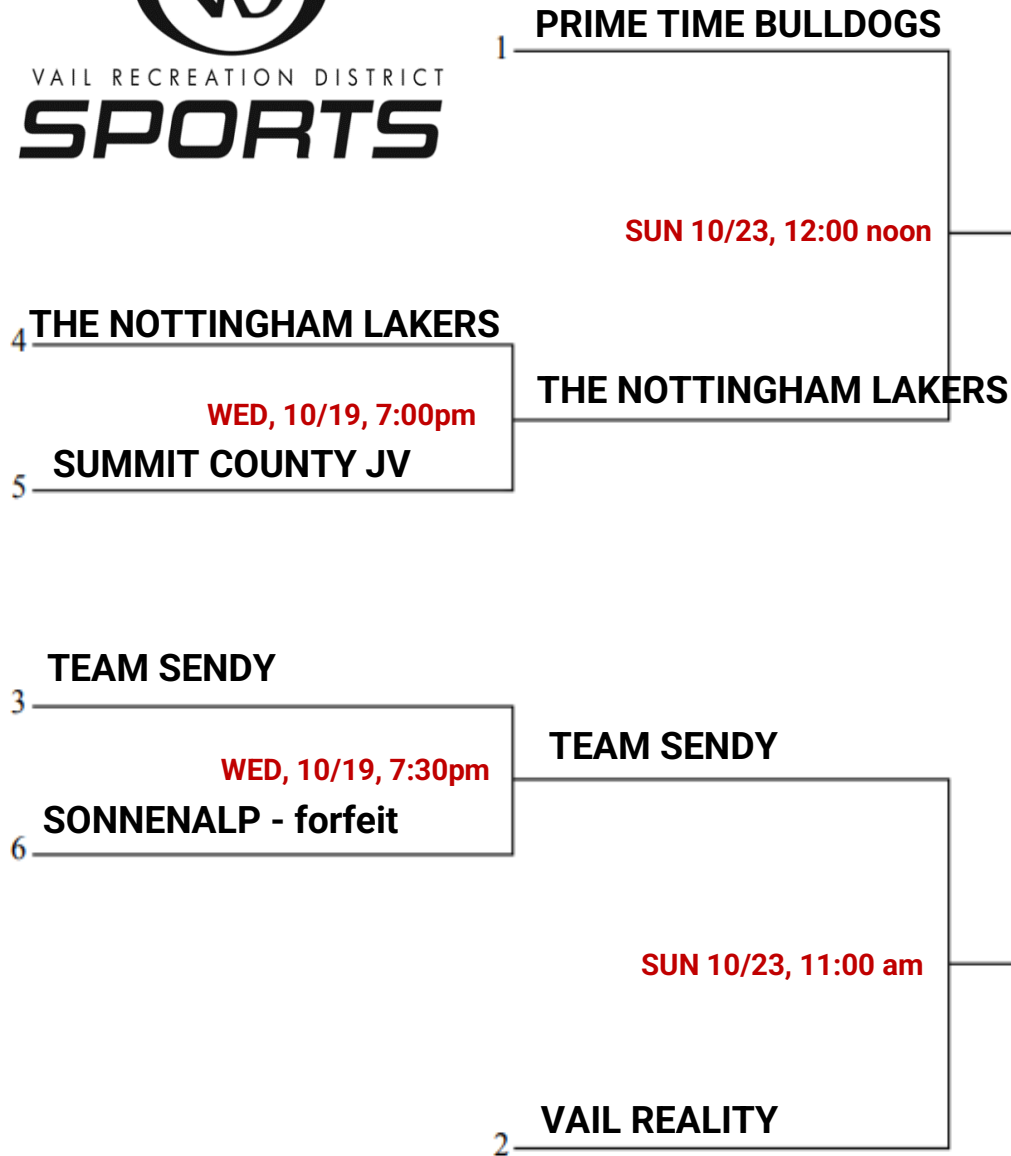 PRIME TIME BULLDOGS
1
VAIL RECREATION DISTRICT
SPORTS
SUN 10/23, 12:00 noon
THE NOTTINGHAM LAKERS
4
THE NOTTINGHAM LAKERS
WED, 10/19, 7:00pm
SUMMIT COUNTY JV
5
TEAM SENDY
3
TEAM SENDY
WED, 10/19, 7:30pm
SONNENALP - forfeit
6
SUN 10/23, 11:00 am
VAIL REALITY
2